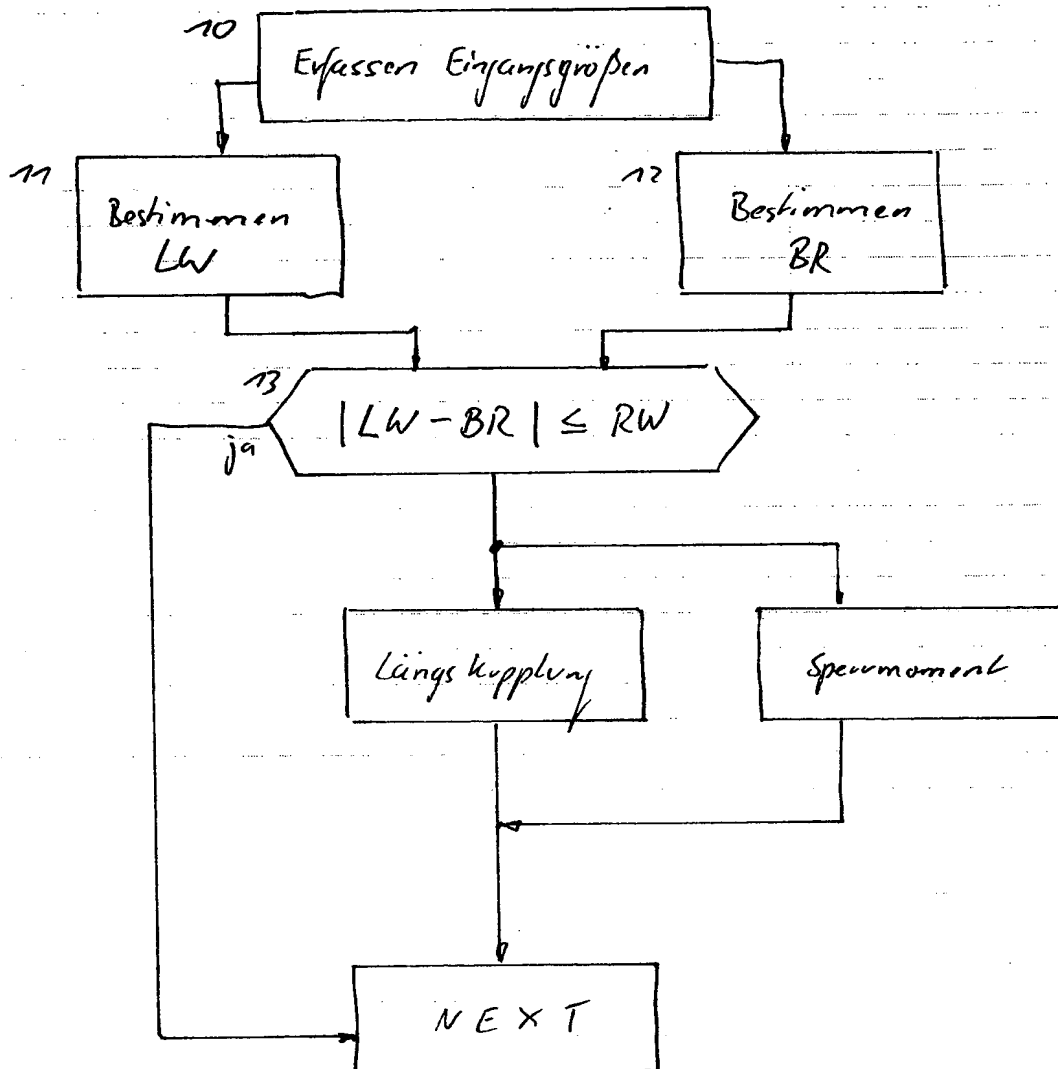 10
Erfassen Eingangsgrößen
11
Bestimmen
LW
12
Bestimmen
BR
13
|LW-BR| ≤ RW
ja
Längskupplung
Sperrmoment
NEXT